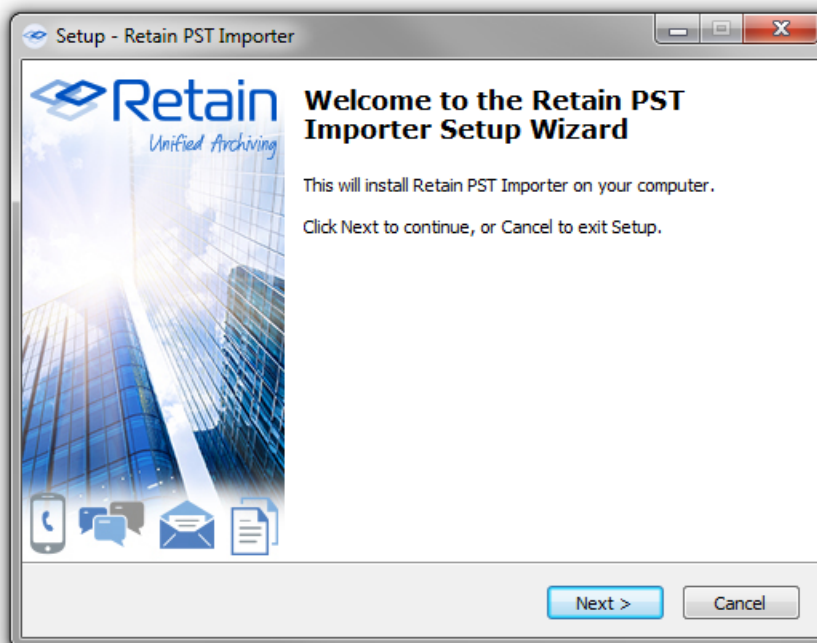 Setup - Retain PST Importer
Retain
Unified Archiving
Welcome to the Retain PST
Importer Setup Wizard
This will install Retain PST Importer on your computer.
Click Next to continue, or Cancel to exit Setup.
Next >
Cancel